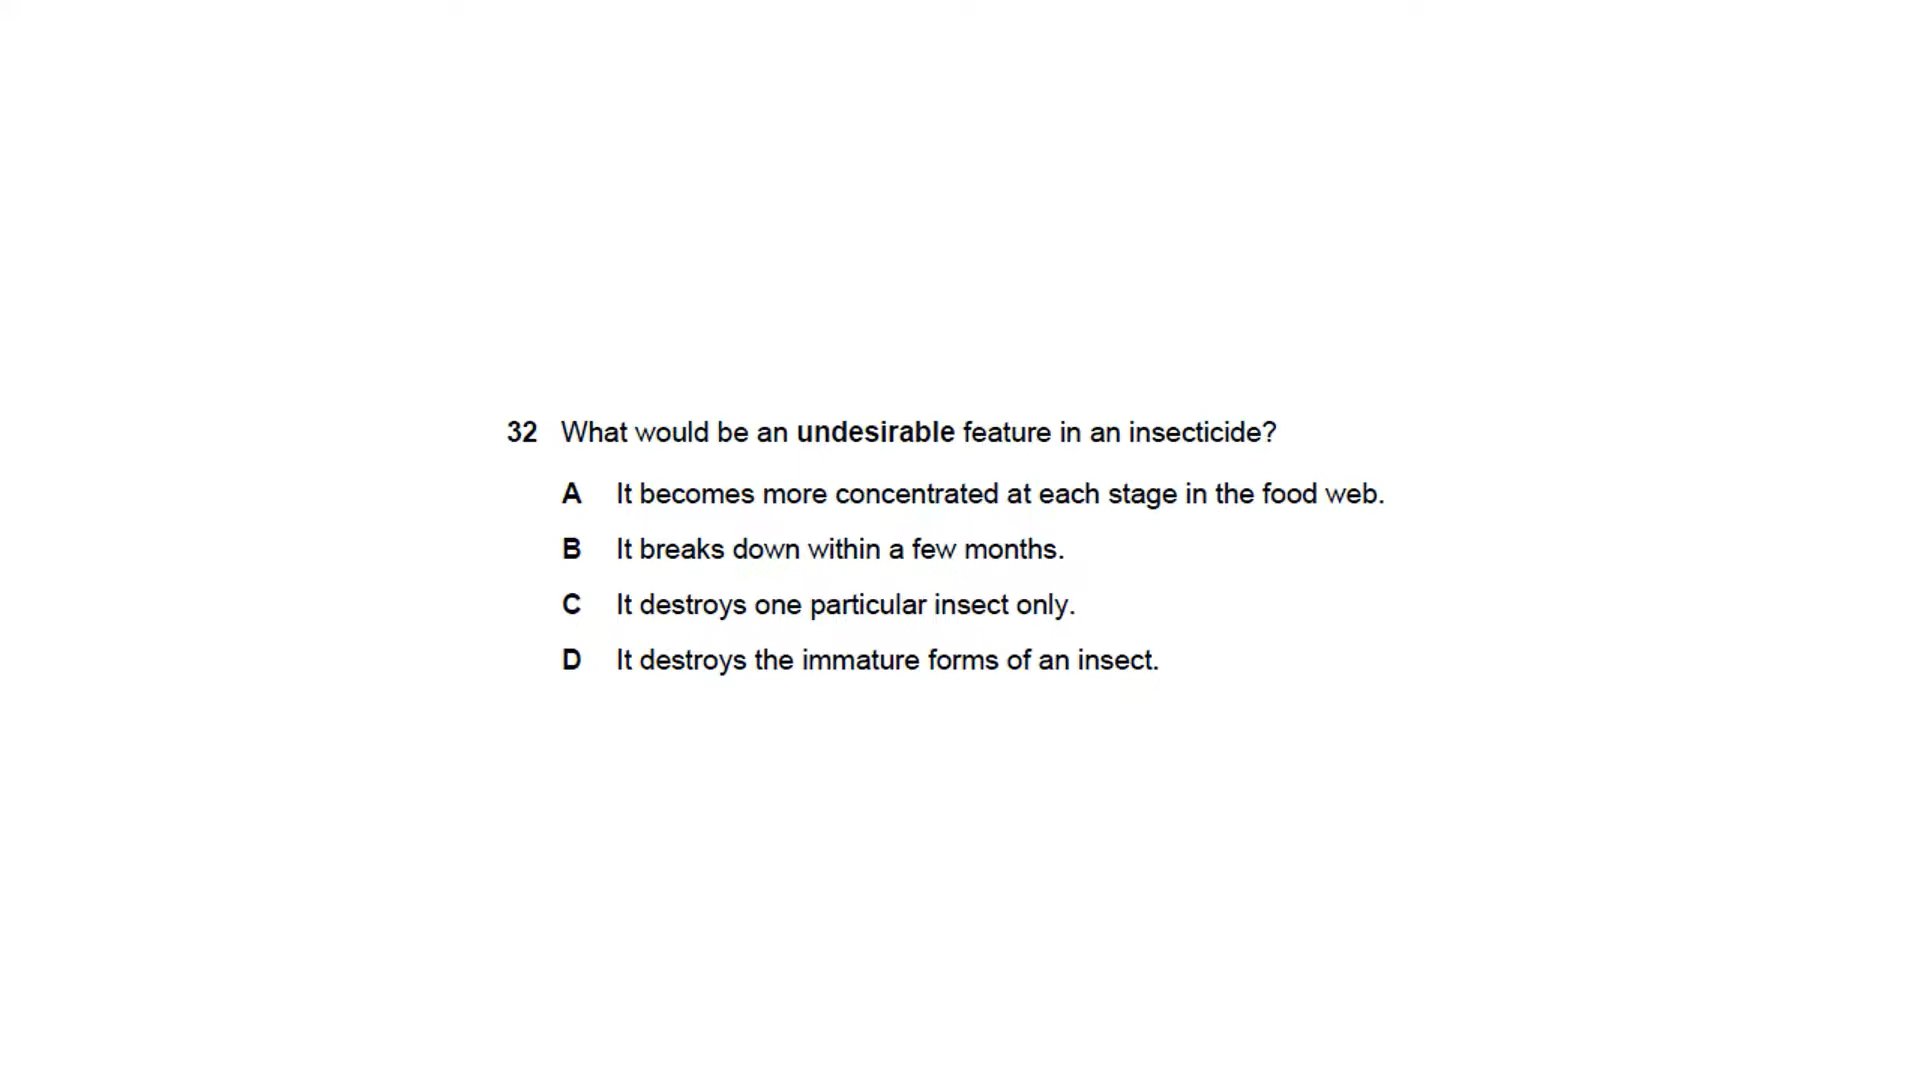 32 What would be an undesirable feature in an insecticide?
A It becomes more concentrated at each stage in the food web.
B It breaks down within a few months.
C It destroys one particular insect only.
D It destroys the immature forms of an insect.